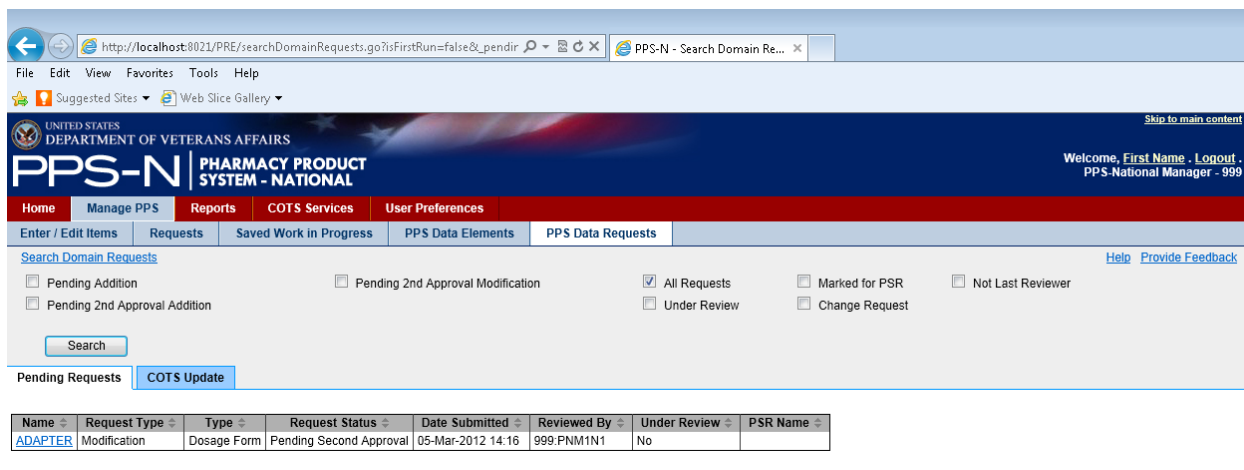 http://localhost:8021/PRE/searchDomainRequests.go?isFirstRun=false&_pendir
PPS-N - Search Domain Re...
File Edit View Favorites Tools Help
Suggested Sites Web Slice Gallery
Skip to main content
UNITED STATES
DEPARTMENT OF VETERANS AFFAIRS
PPS-N PHARMACY PRODUCT
SYSTEM - NATIONAL
Welcome, First Name . Logout .
PPS-National Manager - 999
Home Manage PPS Reports COTS Services User Preferences
Enter / Edit Items Requests Saved Work in Progress PPS Data Elements PPS Data Requests
Search Domain Requests Help Provide Feedback
Pending Addition Pending 2nd Approval Modification All Requests Marked for PSR Not Last Reviewer
Pending 2nd Approval Addition Under Review Change Request
Search
Pending Requests COTS Update
Name Request Type Type Request Status Date Submitted Reviewed By Under Review PSR Name
ADAPTER Modification Dosage Form Pending Second Approval 05-Mar-2012 14:16 999:PNM1N1 No